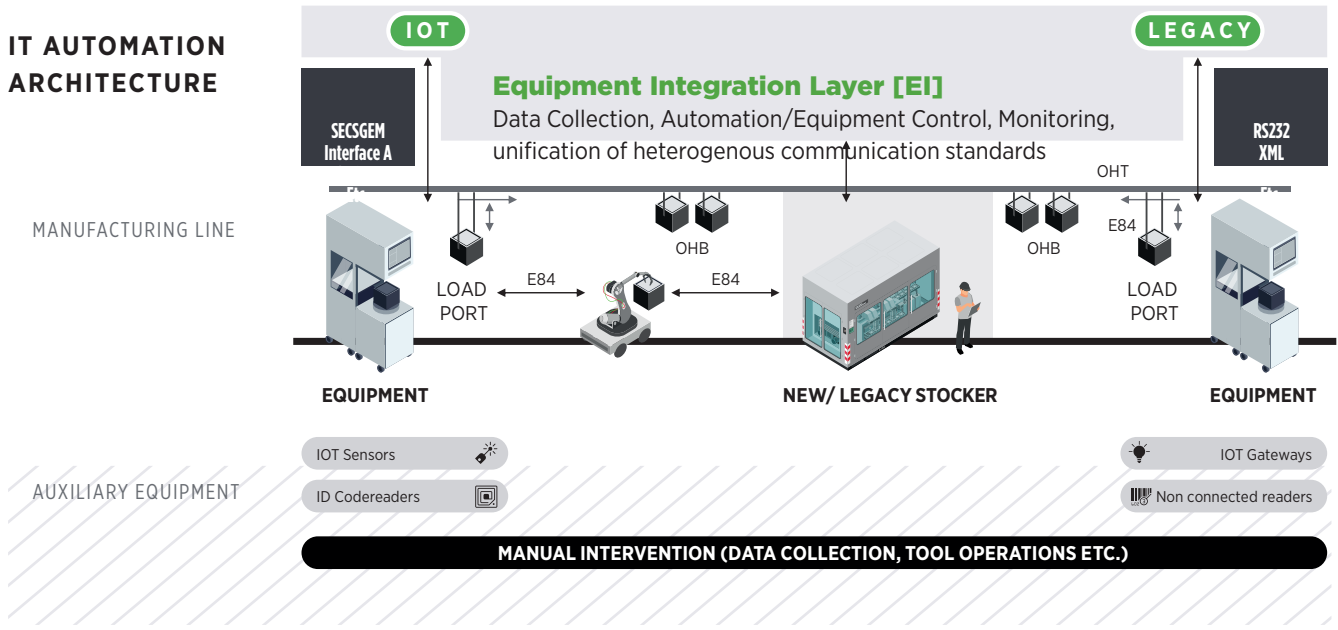 IT AUTOMATION
ARCHITECTURE
IOT
LEGACY
Equipment Integration Layer [EI]
Data Collection, Automation/Equipment Control, Monitoring,
unification of heterogenous communication standards
SECSGEM
Interface A
Etc
RS232
XML
Etc
MANUFACTURING LINE
OHT
E84
OHB
OHB
LOAD
PORT
E84
E84
LOAD
PORT
EQUIPMENT
NEW/ LEGACY STOCKER
EQUIPMENT
AUXILIARY EQUIPMENT
IOT Sensors
IOT Gateways
ID Codereaders
Non connected readers
MANUAL INTERVENTION (DATA COLLECTION, TOOL OPERATIONS ETC.)